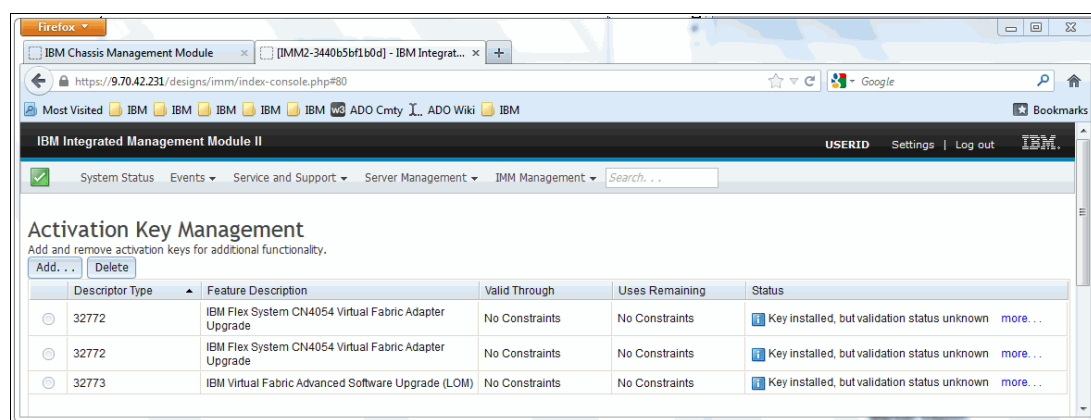 Firefox
IBM Chassis Management Module × [IMM2-3440b5bf1b0d] - IBM Integrat... × +
https://9.70.42.231/designs/imm/index-console.php#80 Google
Most Visited IBM IBM IBM IBM IBM w3 ADO Cmty ADO Wiki IBM Bookmarks
IBM Integrated Management Module II USERID Settings | Log out IBM.
System Status Events Service and Support Server Management IMM Management Search. . .
Activation Key Management
Add and remove activation keys for additional functionality.
Add. . . Delete
Descriptor Type Feature Description Valid Through Uses Remaining Status
32772 IBM Flex System CN4054 Virtual Fabric Adapter Upgrade No Constraints No Constraints Key installed, but validation status unknown more. . .
32772 IBM Flex System CN4054 Virtual Fabric Adapter Upgrade No Constraints No Constraints Key installed, but validation status unknown more. . .
32773 IBM Virtual Fabric Advanced Software Upgrade (LOM) No Constraints No Constraints Key installed, but validation status unknown more. . .